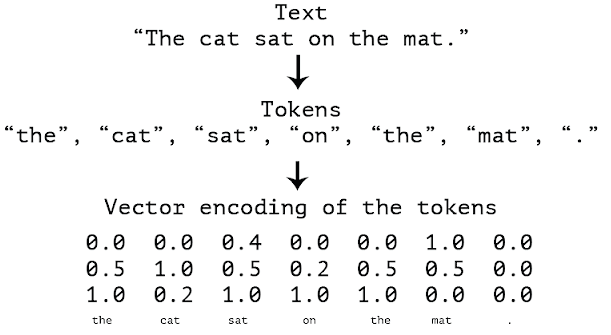 Text
“The cat sat on the mat.”
Tokens
“the”, “cat”, “sat”, “on”, “the”, “mat”, “.”
Vector encoding of the tokens
0.0 0.0 0.4 0.0 0.0 1.0 0.0
0.5 1.0 0.5 0.2 0.5 0.5 0.0
1.0 0.2 1.0 1.0 1.0 0.0 0.0
the cat sat on the mat .